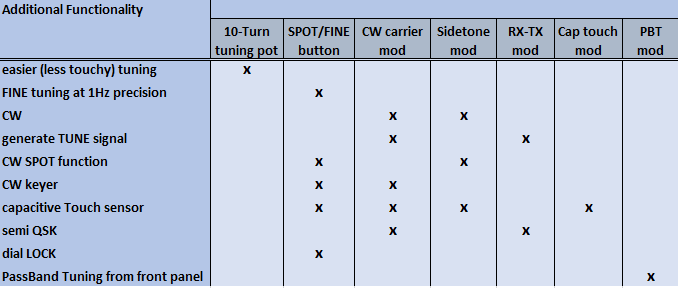 Additional Functionality
10-Turn tuning pot SPOT/FINE button CW carrier mod Sidetone mod RX-TX mod Cap touch mod PBT mod
easier (less touchy) tuning x
FINE tuning at 1Hz precision x
CW x x
generate TUNE signal x x
CW SPOT function x x
CW keyer x x
capacitive Touch sensor x x x x
semi QSK x x
dial LOCK x
PassBand Tuning from front panel x